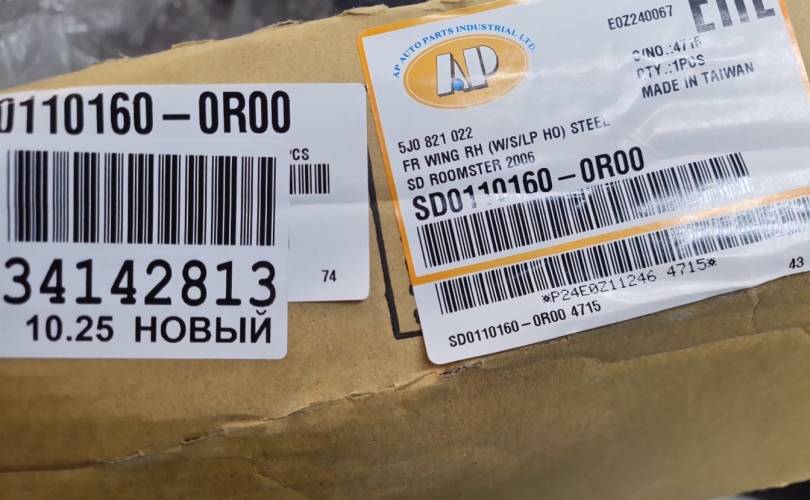 0110160-0R00
PCS
34142813
74
10.25 НОВЫЙ
AP AUTO PARTS INDUSTRIAL LTD.
AP
E0Z240067
C/NO.:4715
QTY.:1PCS
MADE IN TAIWAN
5J0 821 022
FR WING RH (W/S/LP HO) STEEL
SD ROOMSTER 2006
SD0110160-0R00
*P24E0Z11246 4715*
SD0110160-0R00 4715
43